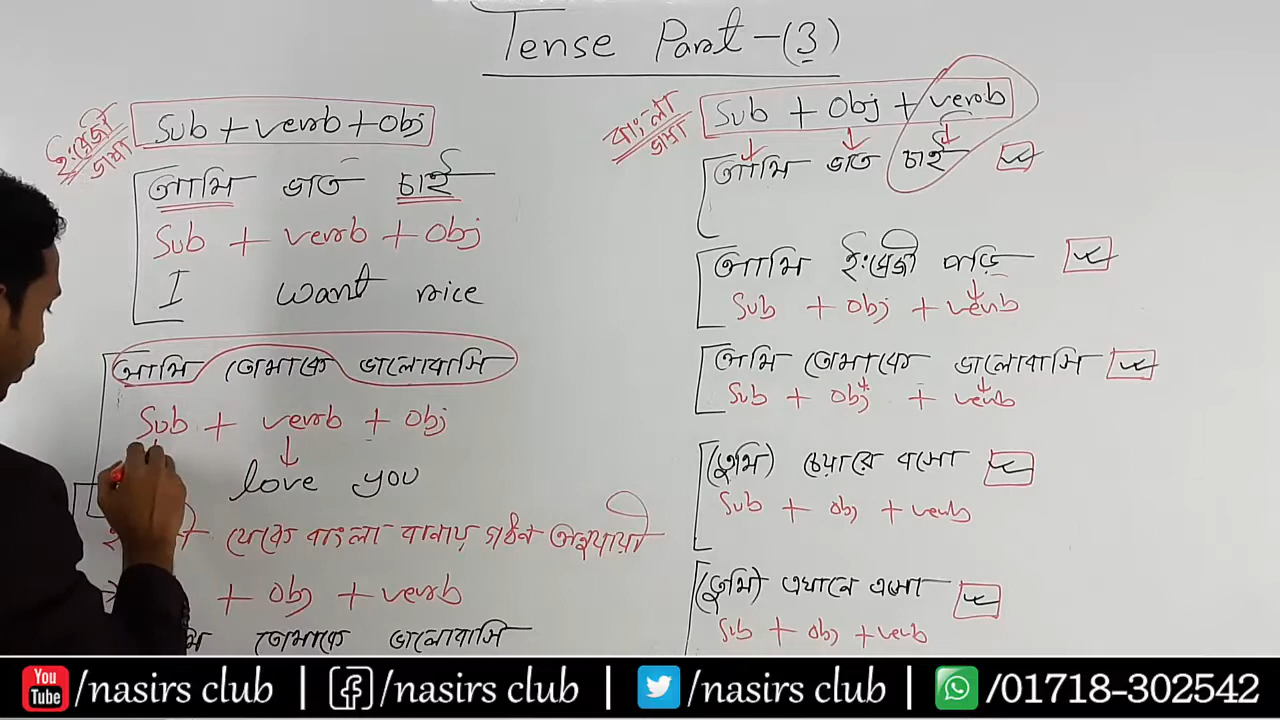 Tense Part-(3)
ইংরেজী ভাষা
Sub + verb + Obj
আমি ভাত চাই
Sub + verb + Obj
I want rice
আমি তোমাকে ভালোবাসি
Sub + verb + Obj
love you
থেকে বাংলা বানায় গঠন অনুযায়ী
+ Obj + verb
তোমাকে ভালোবাসি
বাংলা ভাষা
Sub + Obj + verb
আমি ভাত চাই
আমি ইংরেজী পড়ি
Sub + Obj + verb
আমি তোমাকে ভালোবাসি
Sub + Obj + verb
(তুমি) চেয়ারে বসো
Sub + obj + verb
(তুমি) এখানে এসো
Sub + Obj + verb
You Tube /nasirs club | f /nasirs club | /nasirs club | /01718-302542